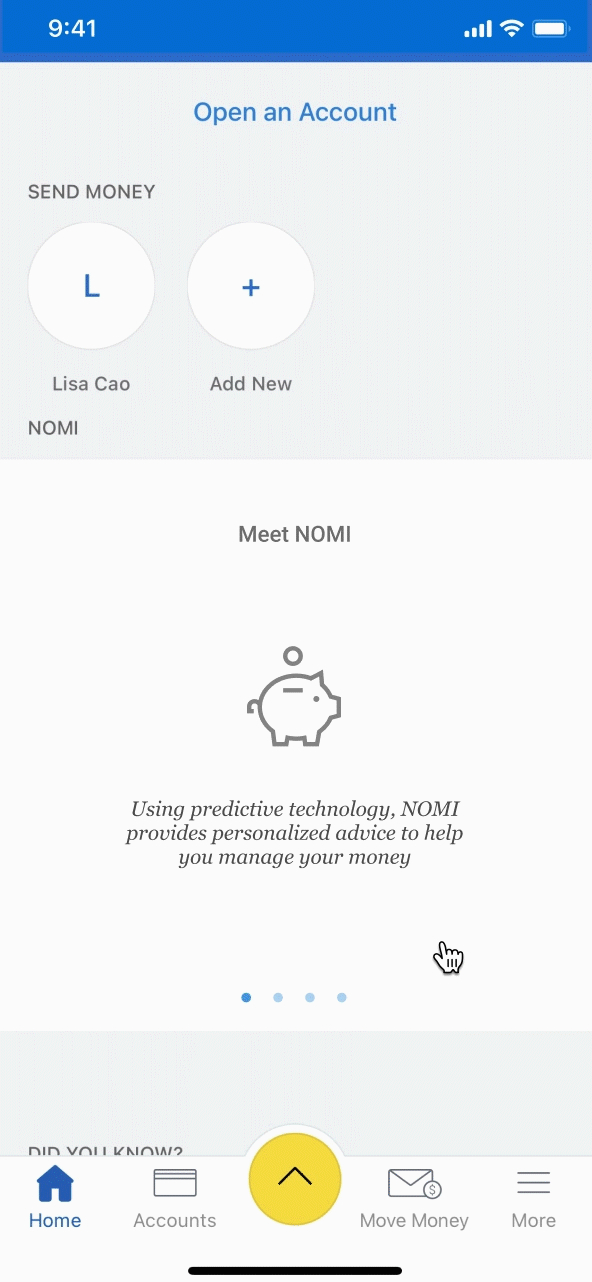 9:41
Open an Account
SEND MONEY
L
+
Lisa Cao
Add New
NOMI
Meet NOMI
Using predictive technology, NOMI
provides personalized advice to help
you manage your money
DID YOU KNOW?
$
Home
Accounts
Move Money
More